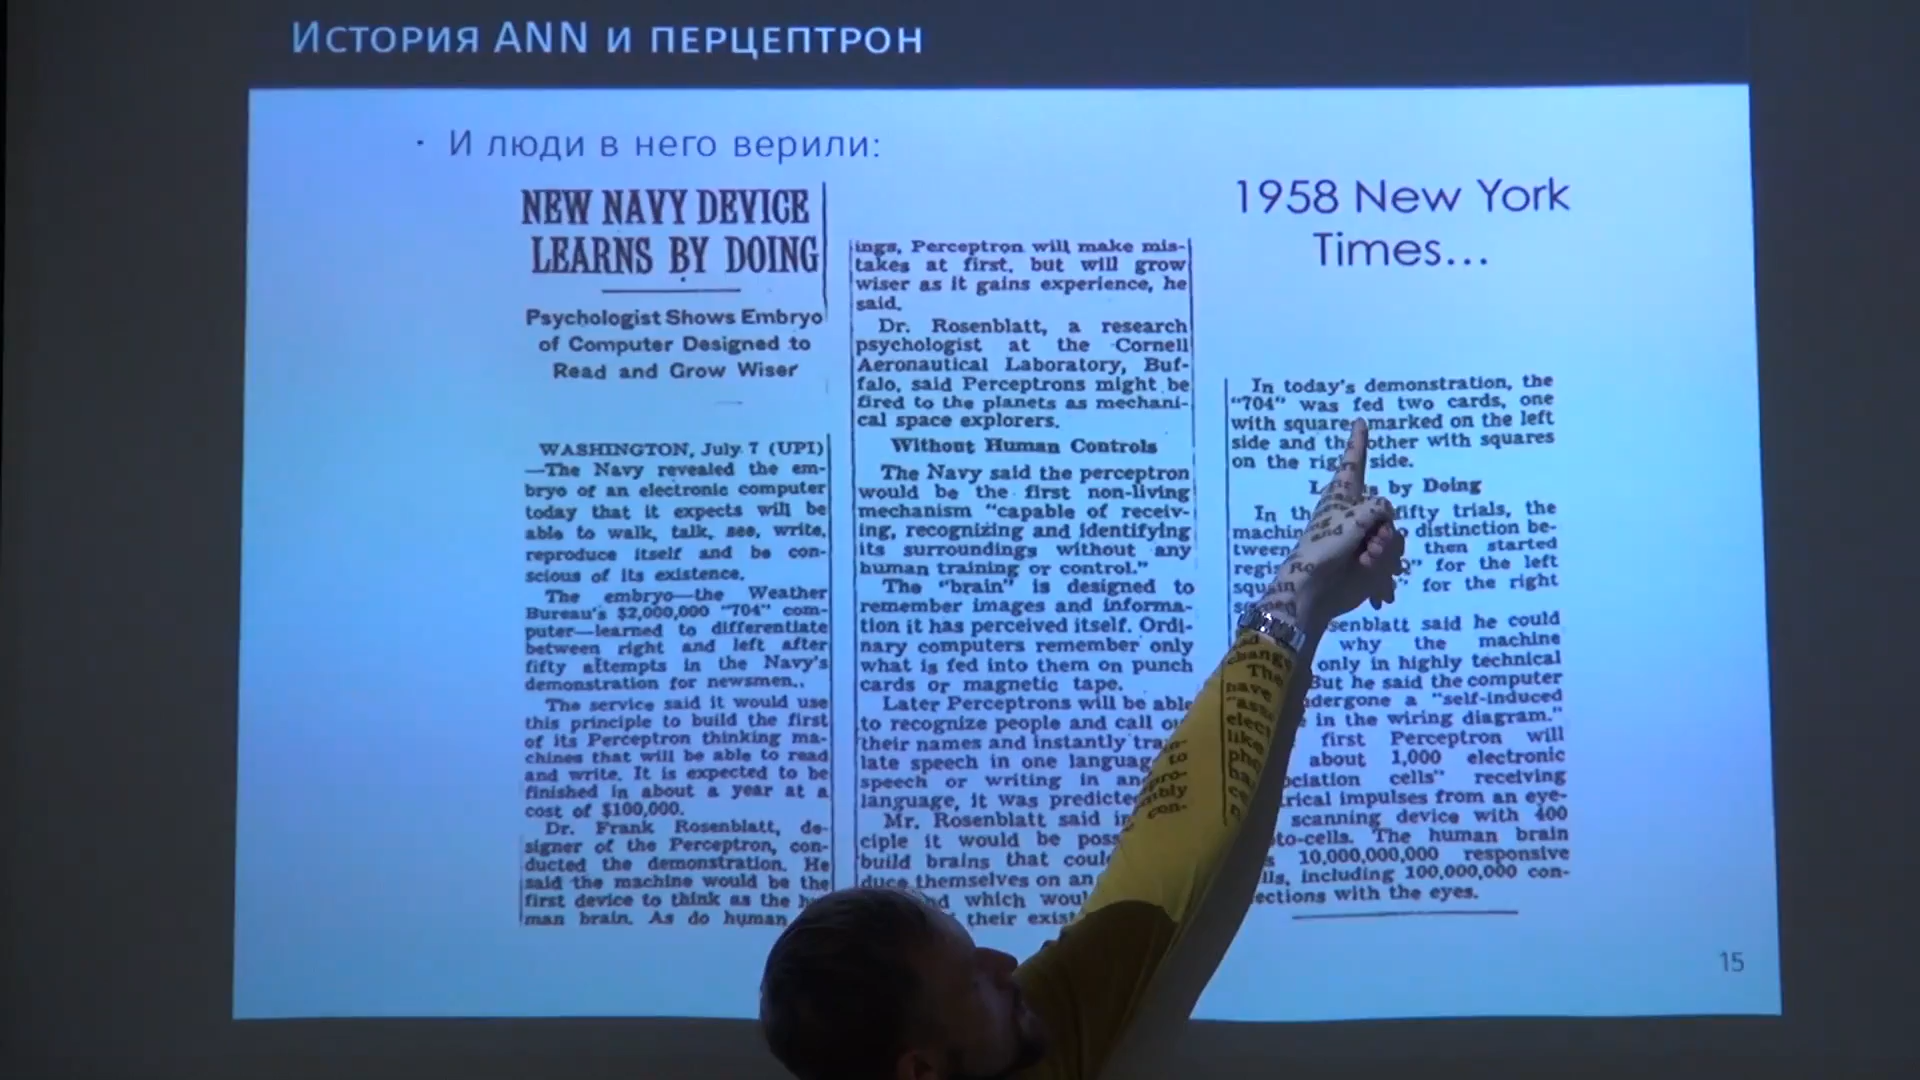 История ANN и перцептрон
· И люди в него верили:
NEW NAVY DEVICE
LEARNS BY DOING
Psychologist Shows Embryo
of Computer Designed to
Read and Grow Wiser
WASHINGTON, July 7 (UPI)
—The Navy revealed the em-
bryo of an electronic computer
today that it expects will be
able to walk, talk, see, write,
reproduce itself and be con-
scious of its existence.
The embryo—the Weather
Bureau's $2,000,000 "704" com-
puter—learned to differentiate
between right and left after
fifty attempts in the Navy's
demonstration for newsmen.
The service said it would use
this principle to build the first
of its Perceptron thinking ma-
chines that will be able to read
and write. It is expected to be
finished in about a year at a
cost of $100,000.
Dr. Frank Rosenblatt, de-
signer of the Perceptron, con-
ducted the demonstration. He
said the machine would be the
first device to think as the
man brain. As do human
ings, Perceptron will make mis-
takes at first, but will grow
wiser as it gains experience, he
said.
Dr. Rosenblatt, a research
psychologist at the Cornell
Aeronautical Laboratory, Buf-
falo, said Perceptrons might be
fired to the planets as mechani-
cal space explorers.
Without Human Controls
The Navy said the perceptron
would be the first non-living
mechanism "capable of receiv-
ing, recognizing and identifying
its surroundings without any
human training or control."
The "brain" is designed to
remember images and informa-
tion it has perceived itself. Ordi-
nary computers remember only
what is fed into them on punch
cards or magnetic tape.
Later Perceptrons will be able
to recognize people and call
their names and instantly tran-
late speech in one language to
speech or writing in
language, it was predicted
Mr. Rosenblatt said
ciple it would be
build brains that
duce themselves on an
which
their
1958 New York
Times...
In today's demonstration, the
"704" was fed two cards, one
with squares marked on the left
side and the other with squares
on the right side.
by Doing
In fifty trials, the
distinction be-
tween then started
for the left
for the right
said he could
why the machine
only in highly technical
But he said the computer
"self-induced
in the wiring diagram."
first Perceptron will
about 1,000 electronic
cells" receiving
impulses from an eye-
scanning device with 400
The human brain
10,000,000,000 responsive
including 100,000,000 con-
with the eyes.
15